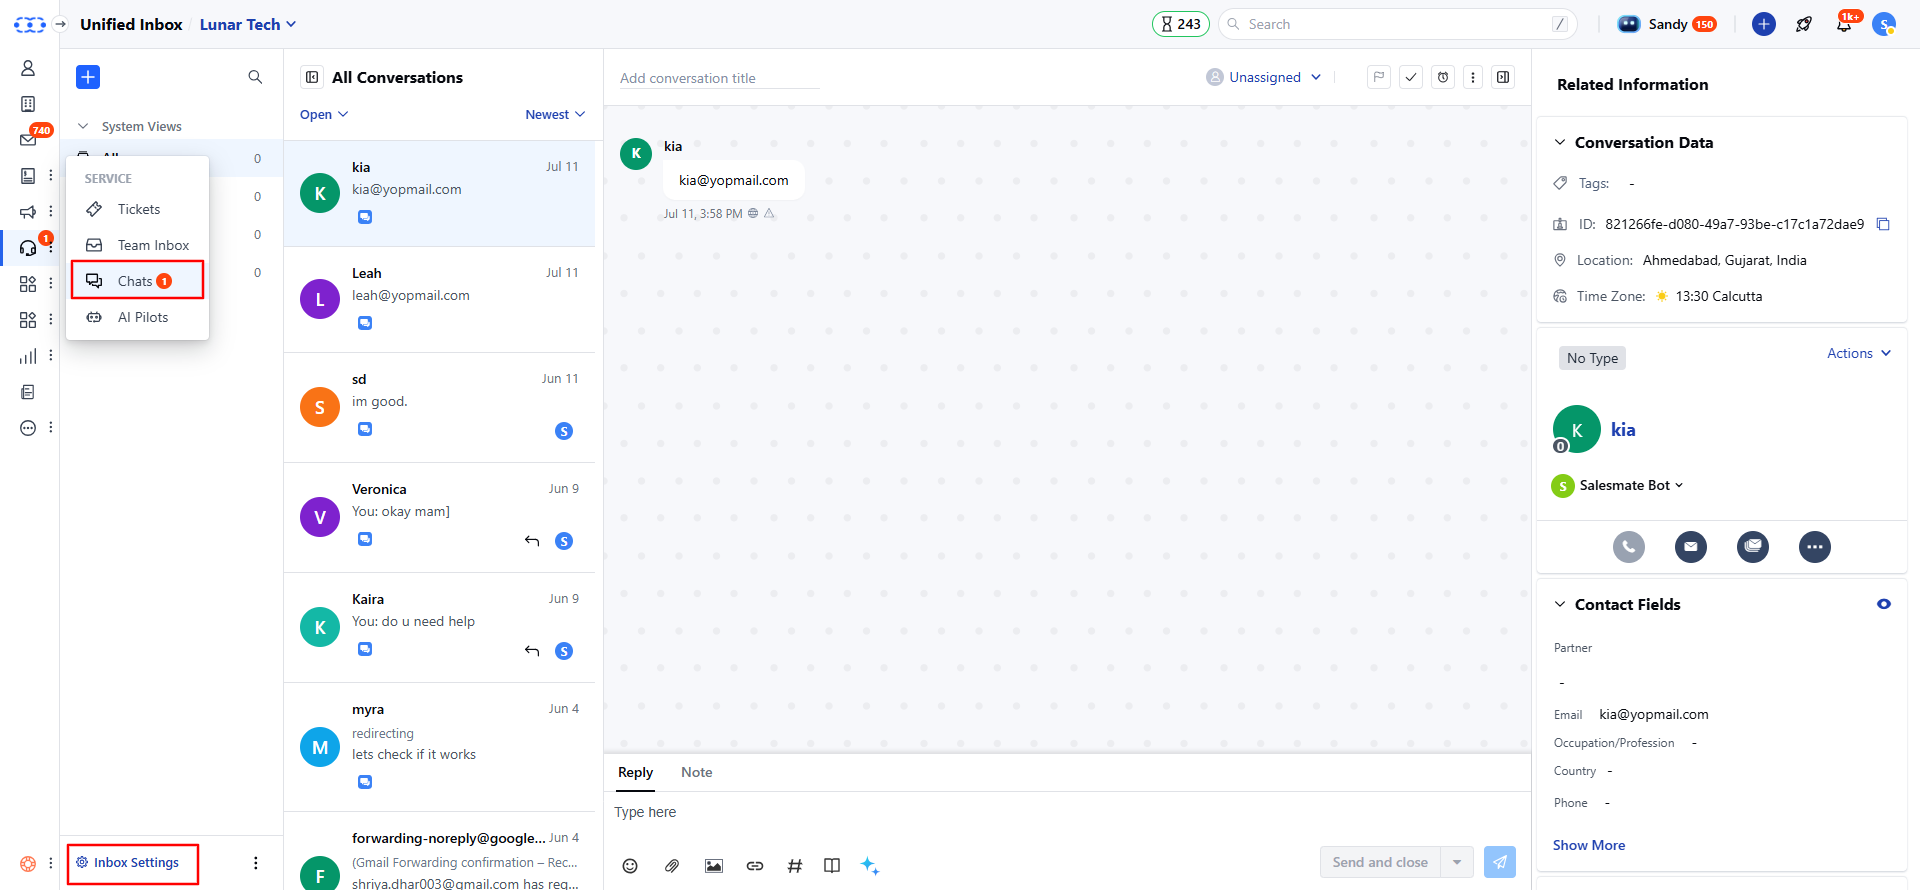 Unified Inbox / Lunar Tech
243
Search
/
Sandy 150
1k+
S
740
1
System Views
All 0
0
0
0
SERVICE
Tickets
Team Inbox
Chats 1
AI Pilots
Inbox Settings
All Conversations
Open
Newest
K
kia
Jul 11
kia@yopmail.com
L
Leah
Jul 11
leah@yopmail.com
S
sd
Jun 11
im good.
S
V
Veronica
Jun 9
You: okay mam]
S
K
Kaira
Jun 9
You: do u need help
S
M
myra
Jun 4
redirecting
lets check if it works
F
forwarding-noreply@google...
Jun 4
(Gmail Forwarding confirmation – Rec...
shriya.dhar003@gmail.com has req...
Add conversation title
Unassigned
K
kia
kia@yopmail.com
Jul 11, 3:58 PM
Reply
Note
Type here
Send and close
Related Information
Conversation Data
Tags: -
ID: 821266fe-d080-49a7-93be-c17c1a72dae9
Location: Ahmedabad, Gujarat, India
Time Zone: 13:30 Calcutta
No Type
Actions
K
0
kia
S
Salesmate Bot
Contact Fields
Partner
-
Email kia@yopmail.com
Occupation/Profession -
Country -
Phone -
Show More